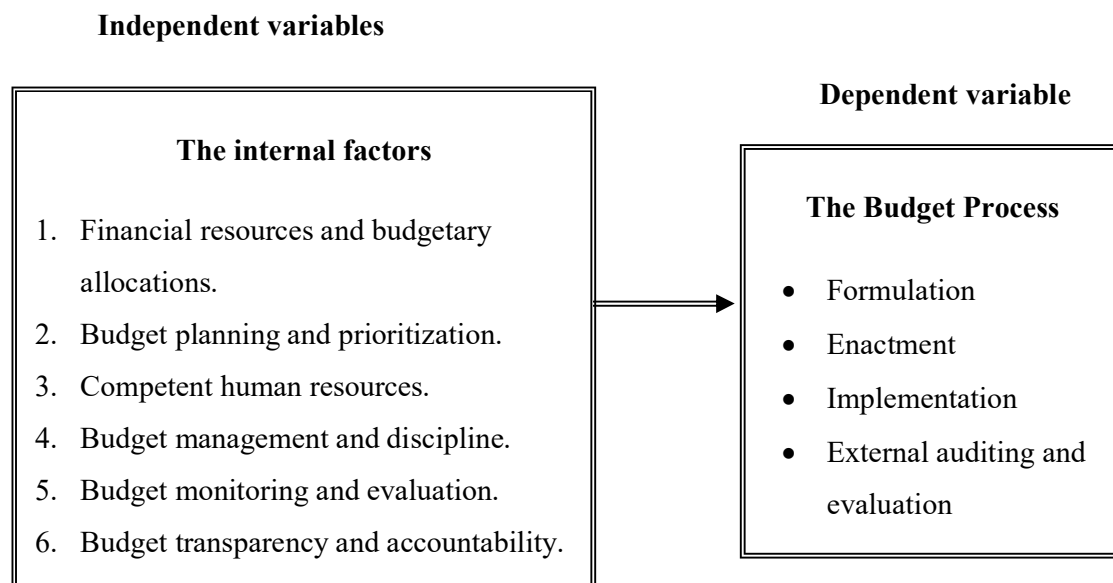 Independent variables
The internal factors
1. Financial resources and budgetary
allocations.
2. Budget planning and prioritization.
3. Competent human resources.
4. Budget management and discipline.
5. Budget monitoring and evaluation.
6. Budget transparency and accountability.
Dependent variable
The Budget Process
• Formulation
• Enactment
• Implementation
• External auditing and
evaluation